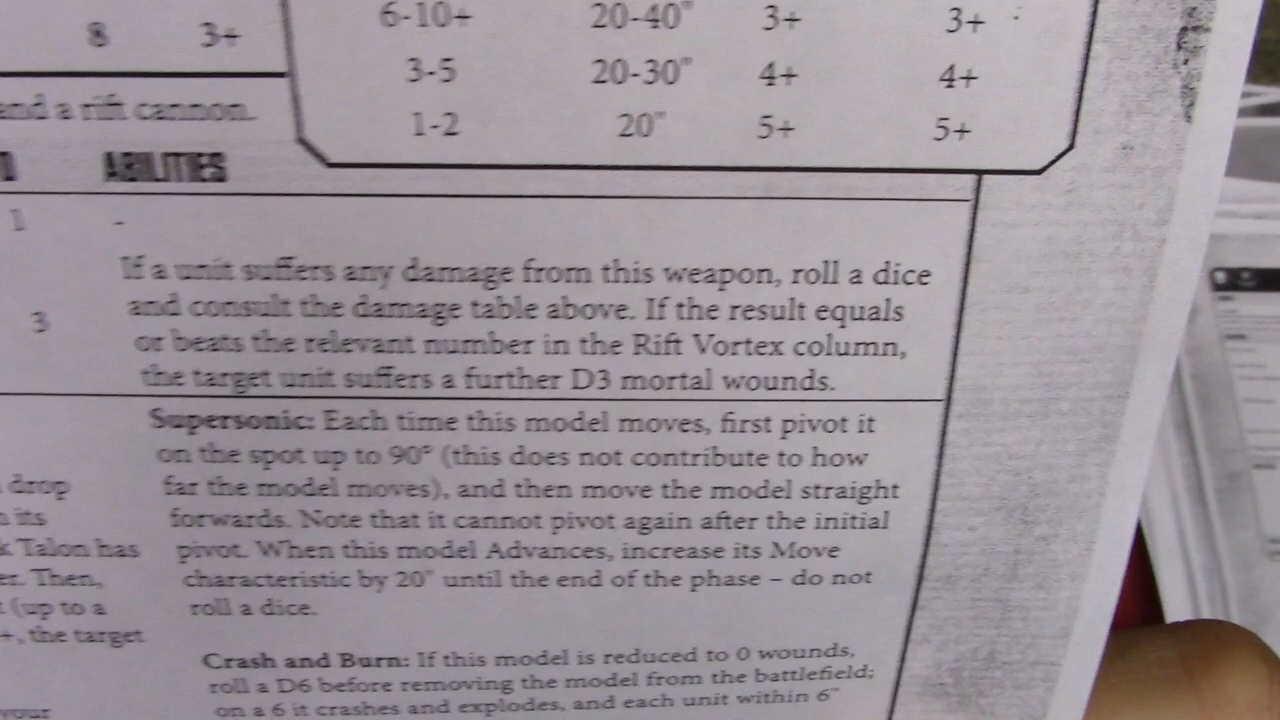 6-10+ 20-40" 3+ 3+
8 3+
3-5 20-30" 4+ 4+
and a rift cannon.
1-2 20" 5+ 5+
ABILITIES
1 -
If a unit suffers any damage from this weapon, roll a dice
and consult the damage table above. If the result equals
3 or beats the relevant number in the Rift Vortex column,
the target unit suffers a further D3 mortal wounds.
Supersonic: Each time this model moves, first pivot it
on the spot up to 90° (this does not contribute to how
drop far the model moves), and then move the model straight
its forwards. Note that it cannot pivot again after the initial
Talon has pivot. When this model Advances, increase its Move
Then, characteristic by 20" until the end of the phase – do not
(up to a roll a dice.
+, the target
Crash and Burn: If this model is reduced to 0 wounds,
roll a D6 before removing the model from the battlefield;
your on a 6 it crashes and explodes, and each unit within 6"